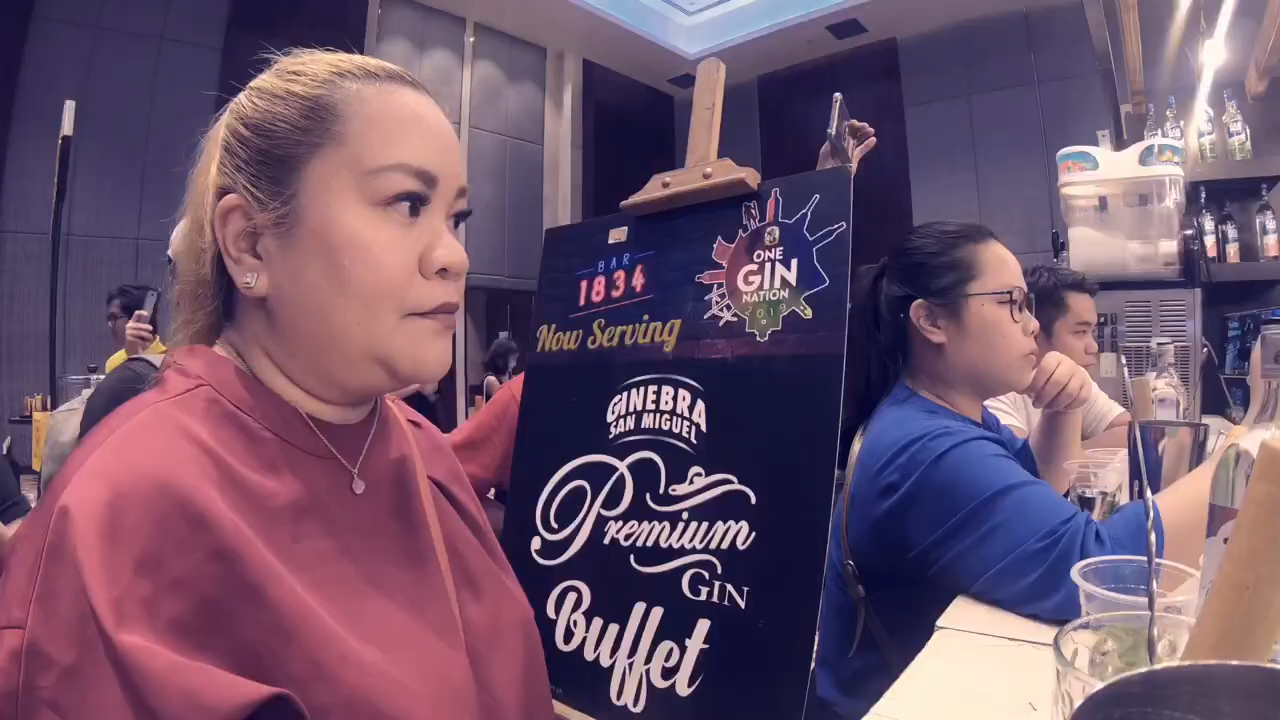 BAR
1834
Now Serving
ONE
GIN
NATION
2019
GINEBRA
SAN MIGUEL
Premium
GIN
Buffet